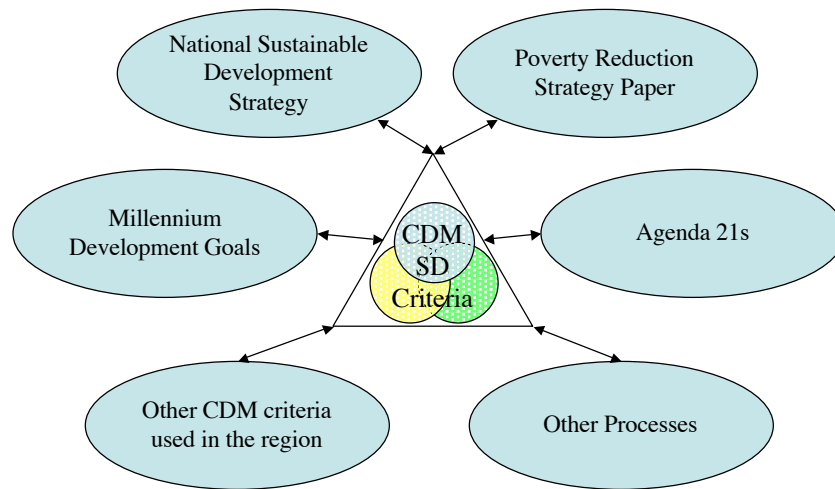 National Sustainable
Development
Strategy
Poverty Reduction
Strategy Paper
Millennium
Development Goals
CDM
SD
Criteria
Agenda 21s
Other CDM criteria
used in the region
Other Processes